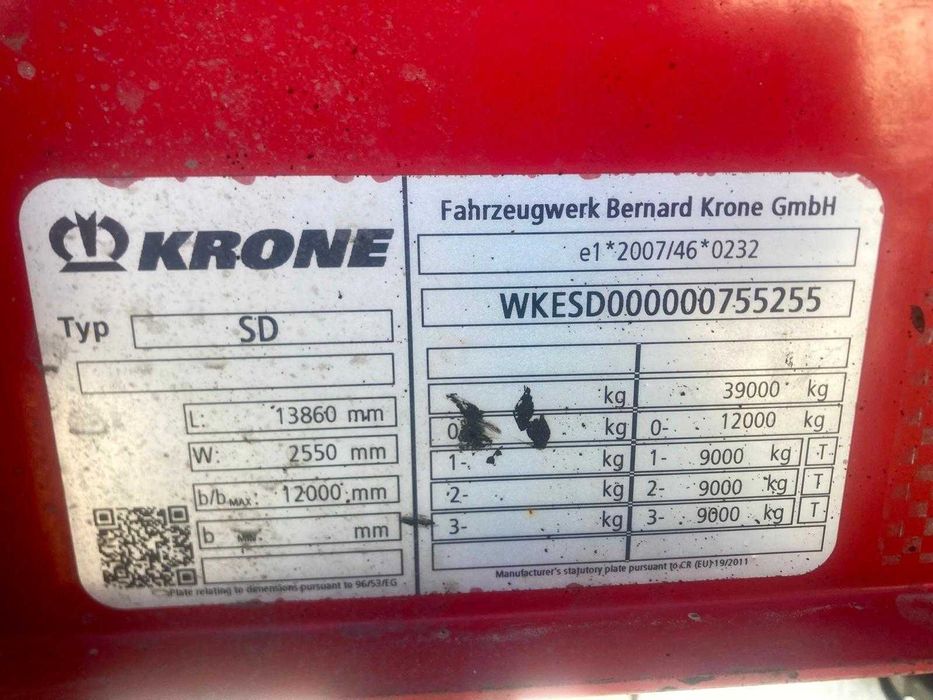 KRONE
Typ SD
L: 13860 mm
W: 2550 mm
b/b MAX: 12000 mm
b MIN: mm
Plate relating to dimensions pursuant to 96/53/EG
Fahrzeugwerk Bernard Krone GmbH
e1*2007/46*0232
WKESD000000755255
kg 39000 kg
0- kg 0- 12000 kg
1- kg 1- 9000 kg T
2- kg 2- 9000 kg T
3- kg 3- 9000 kg T
Manufacturer's statutory plate pursuant to CR (EU) 19/2011